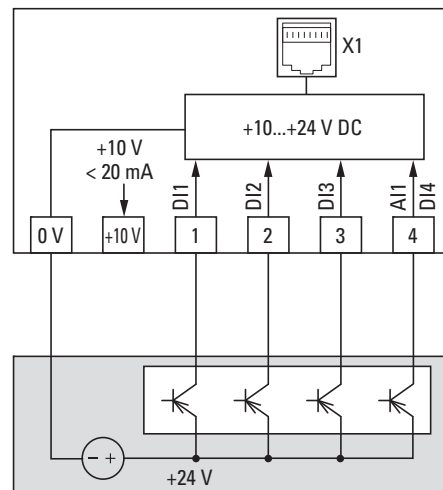 X1
+10...+24 V DC
+10 V
< 20 mA
DI1
DI2
DI3
AI1
DI4
0 V
+10 V
1
2
3
4
− +
+24 V